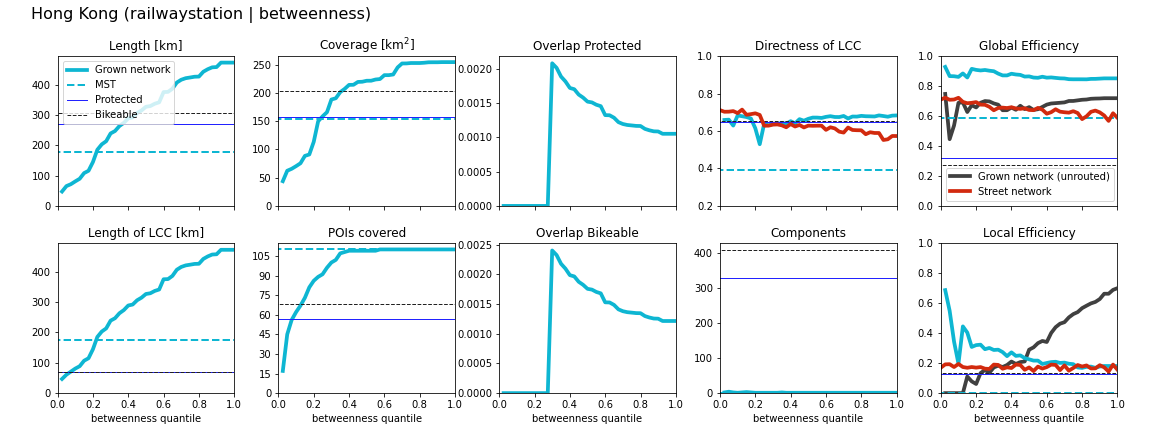 Hong Kong (railwaystation | betweenness)
Length [km]
Coverage [km²]
Overlap Protected
Directness of LCC
Global Efficiency
Grown network
MST
Protected
Bikeable
Grown network (unrouted)
Street network
400
300
200
100
0
250
200
150
100
50
0
0.0020
0.0015
0.0010
0.0005
0.0000
1.0
0.8
0.6
0.4
0.2
1.0
0.8
0.6
0.4
0.2
0.0
Length of LCC [km]
POIs covered
Overlap Bikeable
Components
Local Efficiency
400
300
200
100
0
105
90
75
60
45
30
15
0
0.0025
0.0020
0.0015
0.0010
0.0005
0.0000
400
300
200
100
0
1.0
0.8
0.6
0.4
0.2
0.0
0.0 0.2 0.4 0.6 0.8 1.0
0.0 0.2 0.4 0.6 0.8 1.0
0.0 0.2 0.4 0.6 0.8 1.0
0.0 0.2 0.4 0.6 0.8 1.0
0.0 0.2 0.4 0.6 0.8 1.0
betweenness quantile
betweenness quantile
betweenness quantile
betweenness quantile
betweenness quantile